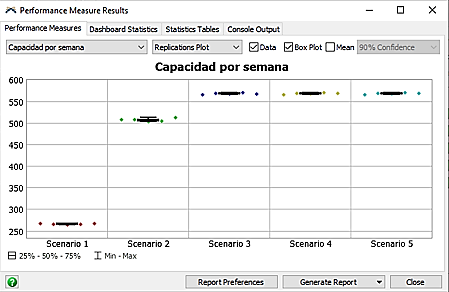 Performance Measure Results
Performance Measures Dashboard Statistics Statistics Tables Console Output
Capacidad por semana Replications Plot Data Box Plot Mean 90% Confidence
Capacidad por semana
600
550
500
450
400
350
300
250
Scenario 1 Scenario 2 Scenario 3 Scenario 4 Scenario 5
25% - 50% - 75% Min - Max
? Report Preferences Generate Report Close